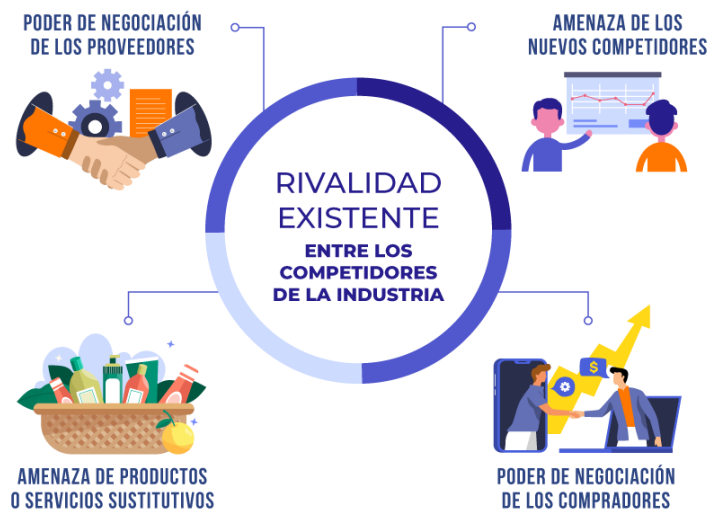 PODER DE NEGOCIACIÓN
DE LOS PROVEEDORES
AMENAZA DE LOS
NUEVOS COMPETIDORES
RIVALIDAD
EXISTENTE
ENTRE LOS
COMPETIDORES
DE LA INDUSTRIA
$
AMENAZA DE PRODUCTOS
O SERVICIOS SUSTITUTIVOS
PODER DE NEGOCIACIÓN
DE LOS COMPRADORES